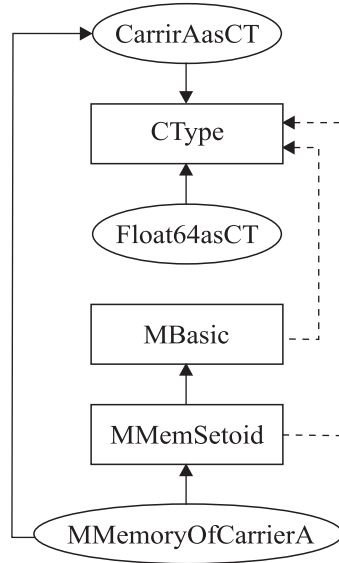 CarrirAasCT
CType
Float64asCT
MBasic
MMemSetoid
MMemoryOfCarrierA